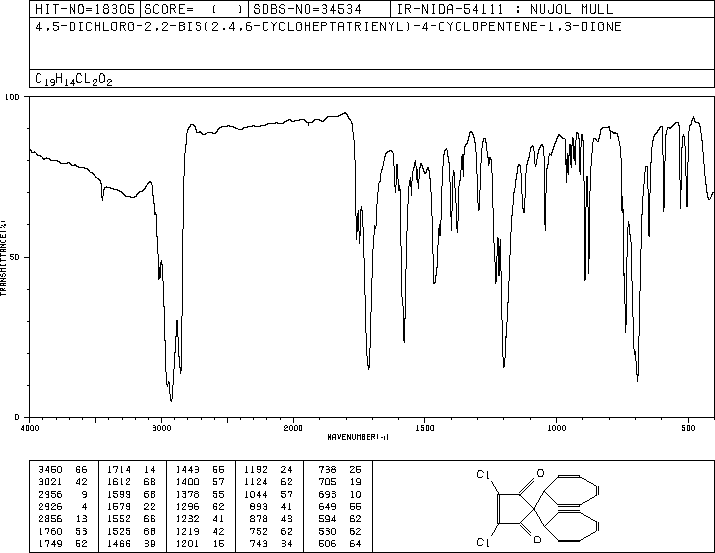 HIT-NO=18305 SCORE= ( ) SDBS-NO=34534 IR-NIDA-54111 : NUJOL MULL
4,5-DICHLORO-2,2-BIS(2,4,6-CYCLOHEPTATRIENYL)-4-CYCLOPENTENE-1,3-DIONE
C19H14CL2O2
100
50
0
TRANSMITTANCE(%)
4000 3000 2000 1500 1000 500
WAVENUMBER(-1)
3460 66 1714 14 1443 66 1192 24 738 25
3021 42 1612 68 1400 57 1124 62 705 19
2956 9 1599 68 1378 55 1044 57 693 10
2926 4 1579 22 1296 62 893 41 649 55
2856 13 1552 66 1232 41 878 43 594 62
1760 53 1525 68 1219 42 752 62 530 62
1749 52 1466 39 1201 15 743 34 506 64
Cl
O
Cl
O